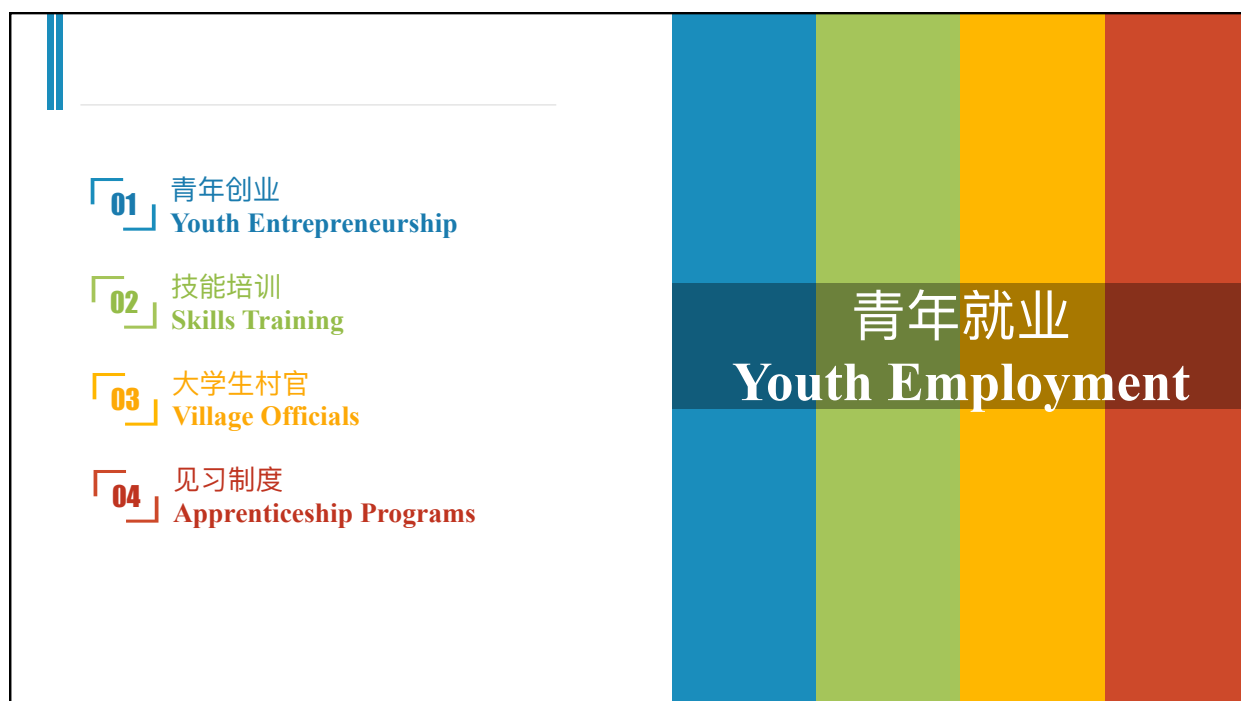 01
青年创业
Youth Entrepreneurship
02
技能培训
Skills Training
03
大学生村官
Village Officials
04
见习制度
Apprenticeship Programs
青年就业
Youth Employment